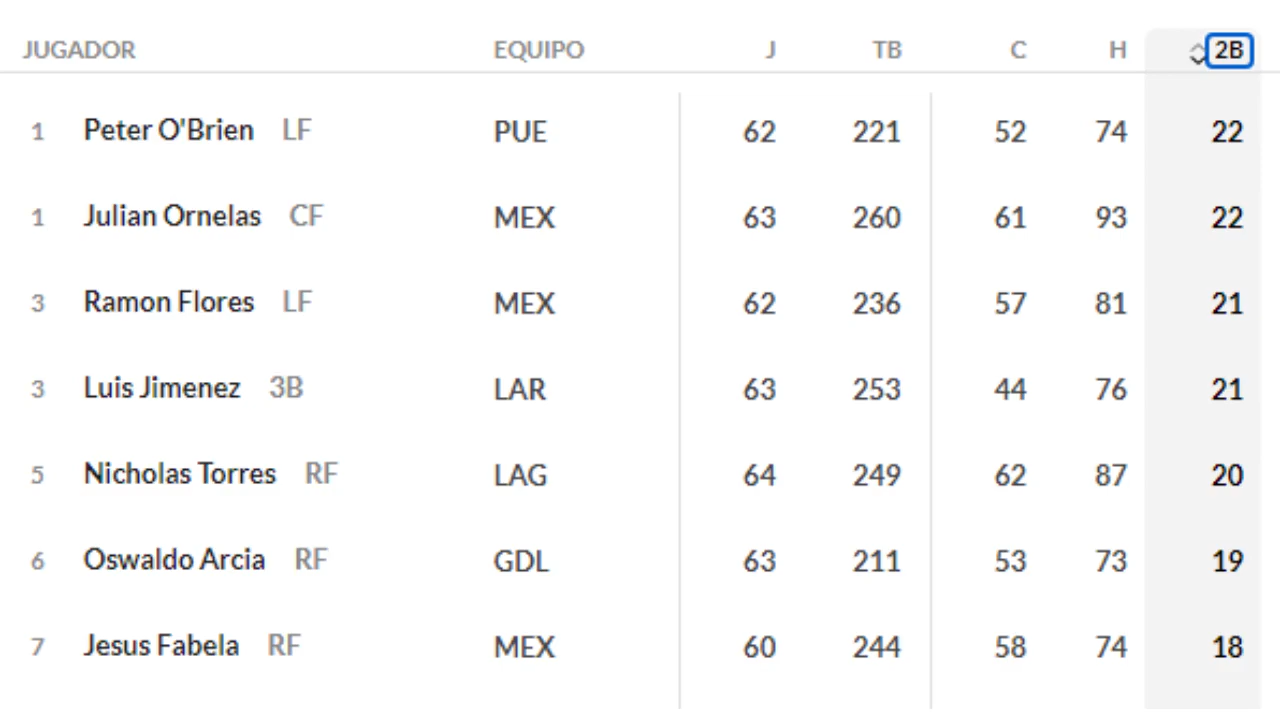 JUGADOR EQUIPO J TB C H 2B
1 Peter O'Brien LF PUE 62 221 52 74 22
1 Julian Ornelas CF MEX 63 260 61 93 22
3 Ramon Flores LF MEX 62 236 57 81 21
3 Luis Jimenez 3B LAR 63 253 44 76 21
5 Nicholas Torres RF LAG 64 249 62 87 20
6 Oswaldo Arcia RF GDL 63 211 53 73 19
7 Jesus Fabela RF MEX 60 244 58 74 18